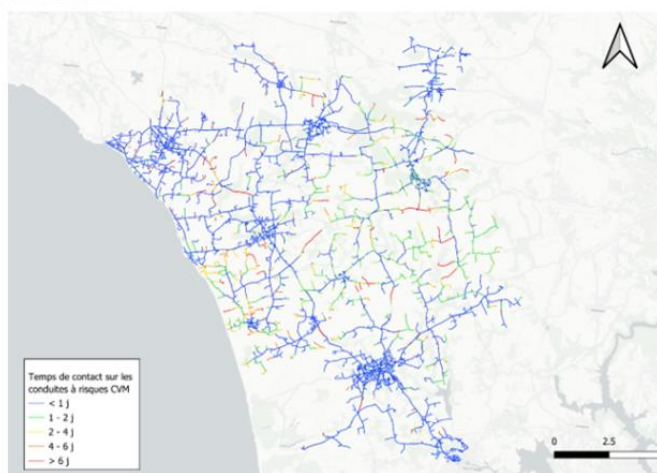 Temps de contact sur les
conduites à risques CVM
< 1 j
1 - 2 j
2 - 4 j
4 - 6 j
> 6 j
0 2.5